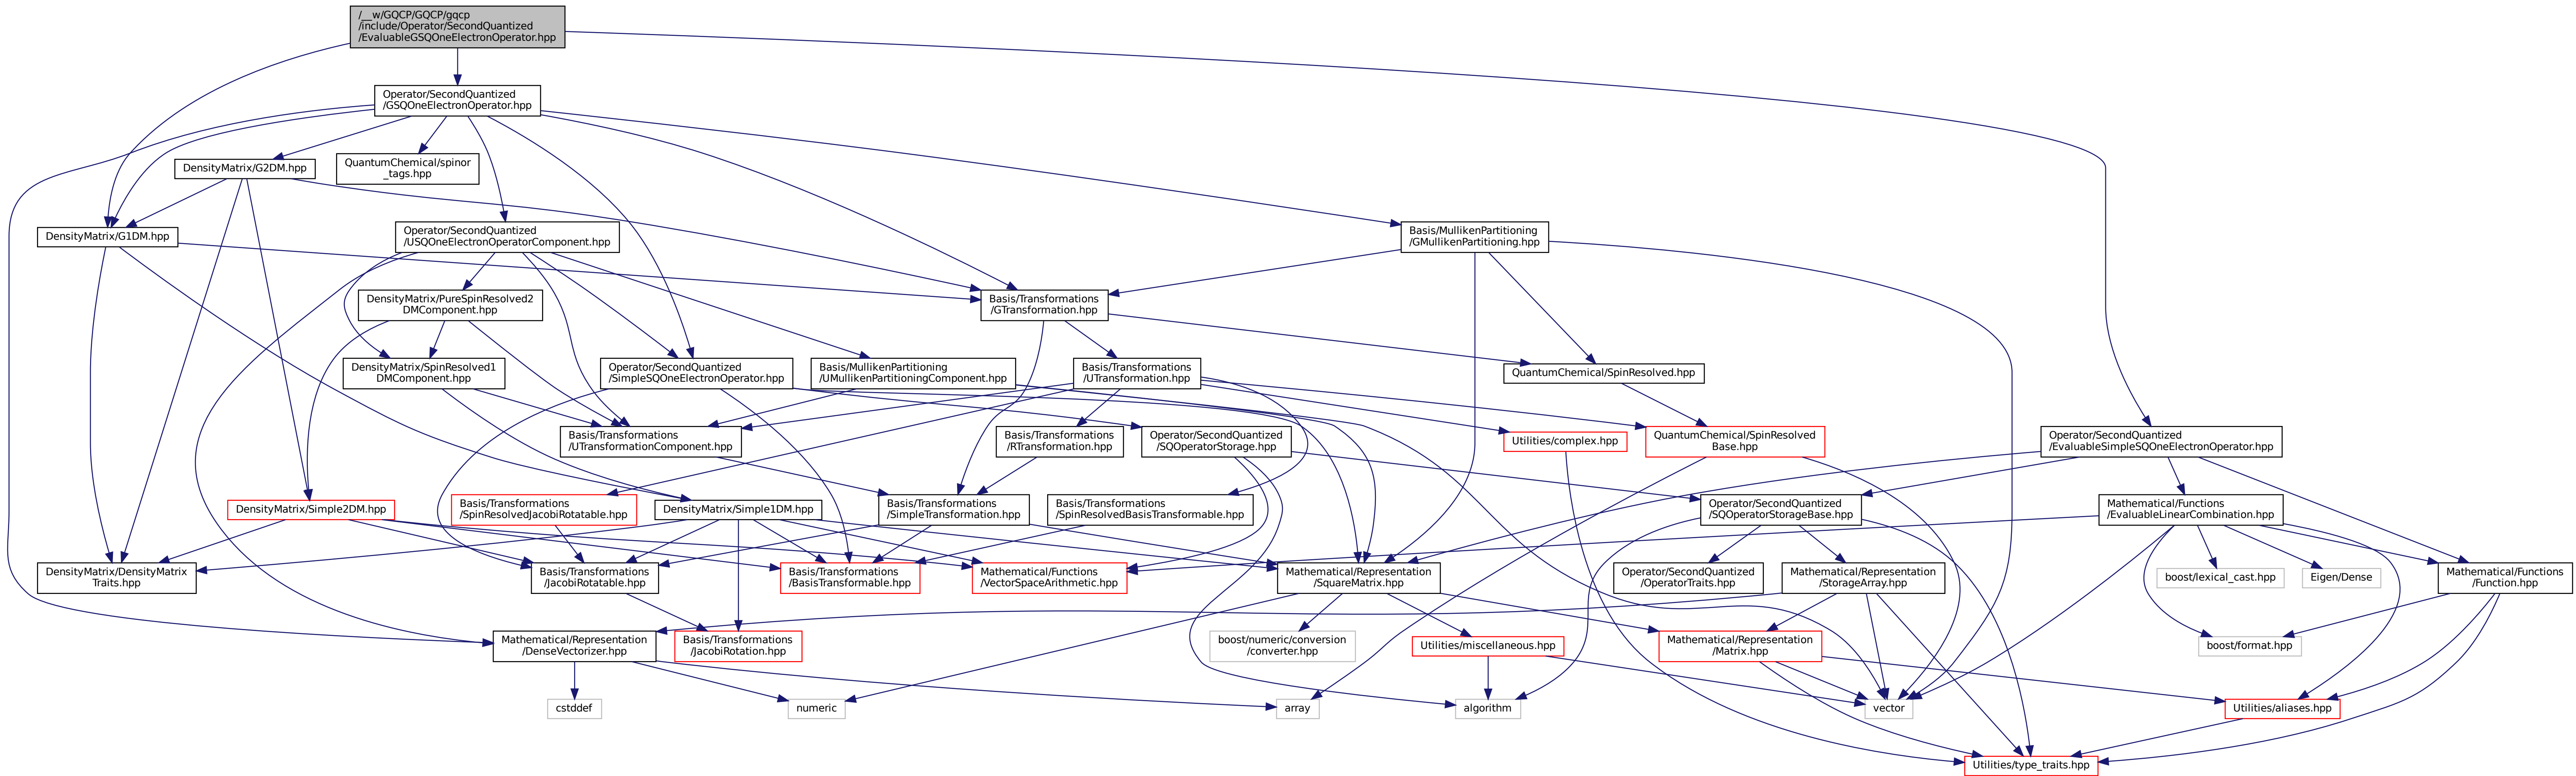 /__w/GQCP/GQCP/gqcp
/include/Operator/SecondQuantized
/EvaluableGSQOneElectronOperator.hpp
Operator/SecondQuantized
/GSQOneElectronOperator.hpp
DensityMatrix/G2DM.hpp
QuantumChemical/spinor
_tags.hpp
DensityMatrix/G1DM.hpp
Operator/SecondQuantized
/USQOneElectronOperatorComponent.hpp
Basis/MullikenPartitioning
/GMullikenPartitioning.hpp
DensityMatrix/PureSpinResolved2
DMComponent.hpp
Basis/Transformations
/GTransformation.hpp
DensityMatrix/SpinResolved1
DMComponent.hpp
Operator/SecondQuantized
/SimpleSQOneElectronOperator.hpp
Basis/MullikenPartitioning
/UMullikenPartitioningComponent.hpp
Basis/Transformations
/UTransformation.hpp
QuantumChemical/SpinResolved.hpp
Basis/Transformations
/UTransformationComponent.hpp
Basis/Transformations
/RTransformation.hpp
Operator/SecondQuantized
/SQOperatorStorage.hpp
Utilities/complex.hpp
QuantumChemical/SpinResolved
Base.hpp
Operator/SecondQuantized
/EvaluableSimpleSQOneElectronOperator.hpp
DensityMatrix/Simple2DM.hpp
Basis/Transformations
/SpinResolvedJacobiRotatable.hpp
DensityMatrix/Simple1DM.hpp
Basis/Transformations
/SimpleTransformation.hpp
Basis/Transformations
/SpinResolvedBasisTransformable.hpp
Operator/SecondQuantized
/SQOperatorStorageBase.hpp
Mathematical/Functions
/EvaluableLinearCombination.hpp
DensityMatrix/DensityMatrix
Traits.hpp
Basis/Transformations
/JacobiRotatable.hpp
Basis/Transformations
/BasisTransformable.hpp
Mathematical/Functions
/VectorSpaceArithmetic.hpp
Mathematical/Representation
/SquareMatrix.hpp
Operator/SecondQuantized
/OperatorTraits.hpp
Mathematical/Representation
/StorageArray.hpp
boost/lexical_cast.hpp
Eigen/Dense
Mathematical/Functions
/Function.hpp
Mathematical/Representation
/DenseVectorizer.hpp
Basis/Transformations
/JacobiRotation.hpp
boost/numeric/conversion
/converter.hpp
Utilities/miscellaneous.hpp
Mathematical/Representation
/Matrix.hpp
boost/format.hpp
cstddef
numeric
array
algorithm
vector
Utilities/aliases.hpp
Utilities/type_traits.hpp